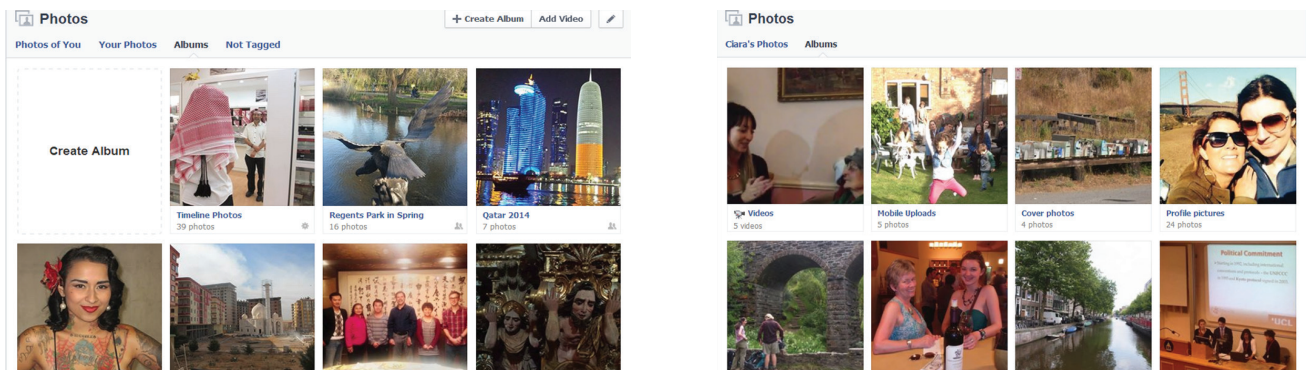 Photos
+ Create Album Add Video
Photos of You Your Photos Albums Not Tagged
Create Album
Timeline Photos
39 photos
Regents Park in Spring
16 photos
Qatar 2014
7 photos
Photos
Ciara's Photos Albums
Videos
5 videos
Mobile Uploads
5 photos
Cover photos
4 photos
Profile pictures
24 photos
Political Commitment
UCL